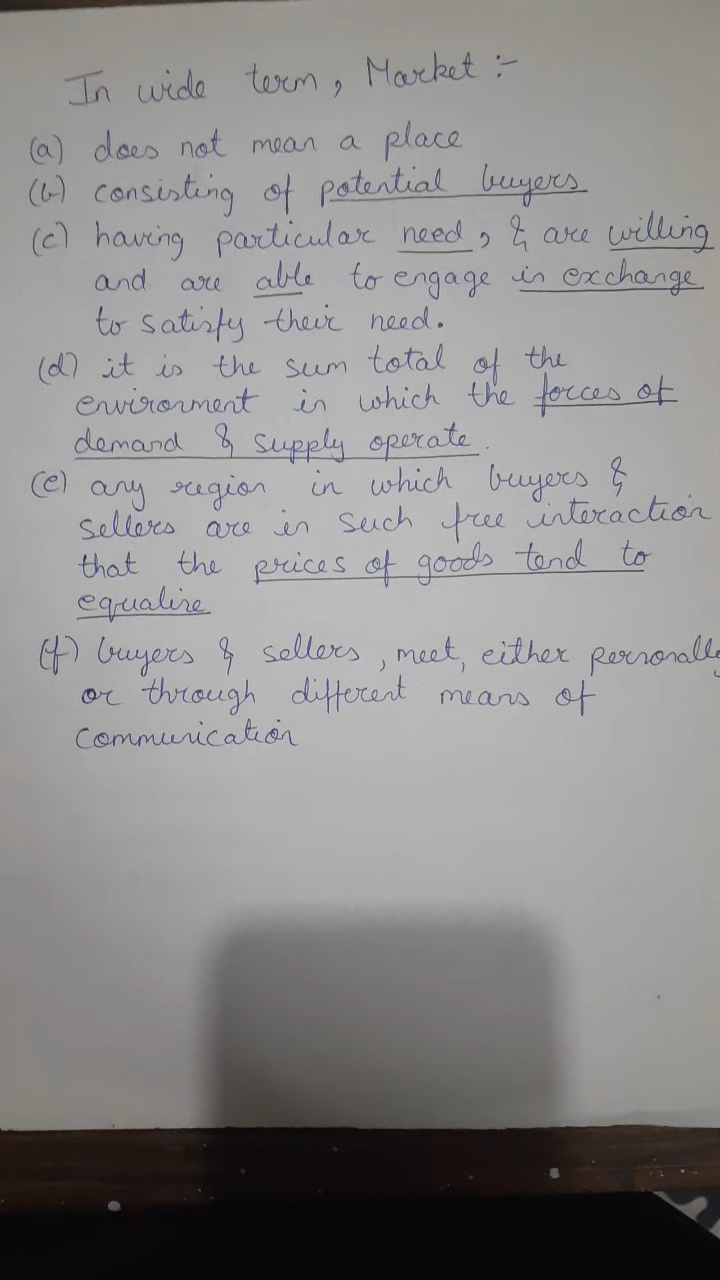 In wide term, Market :-
(a) does not mean a place
(b) consisting of potential buyers
(c) having particular need, & are willing
and are able to engage in exchange
to satisfy their need.
(d) it is the sum total of the
environment in which the forces of
demand & supply operate.
(e) any region in which buyers &
sellers are in such free interaction
that the prices of goods tend to
equalize
(f) buyers & sellers, meet, either personally
or through different means of
communication